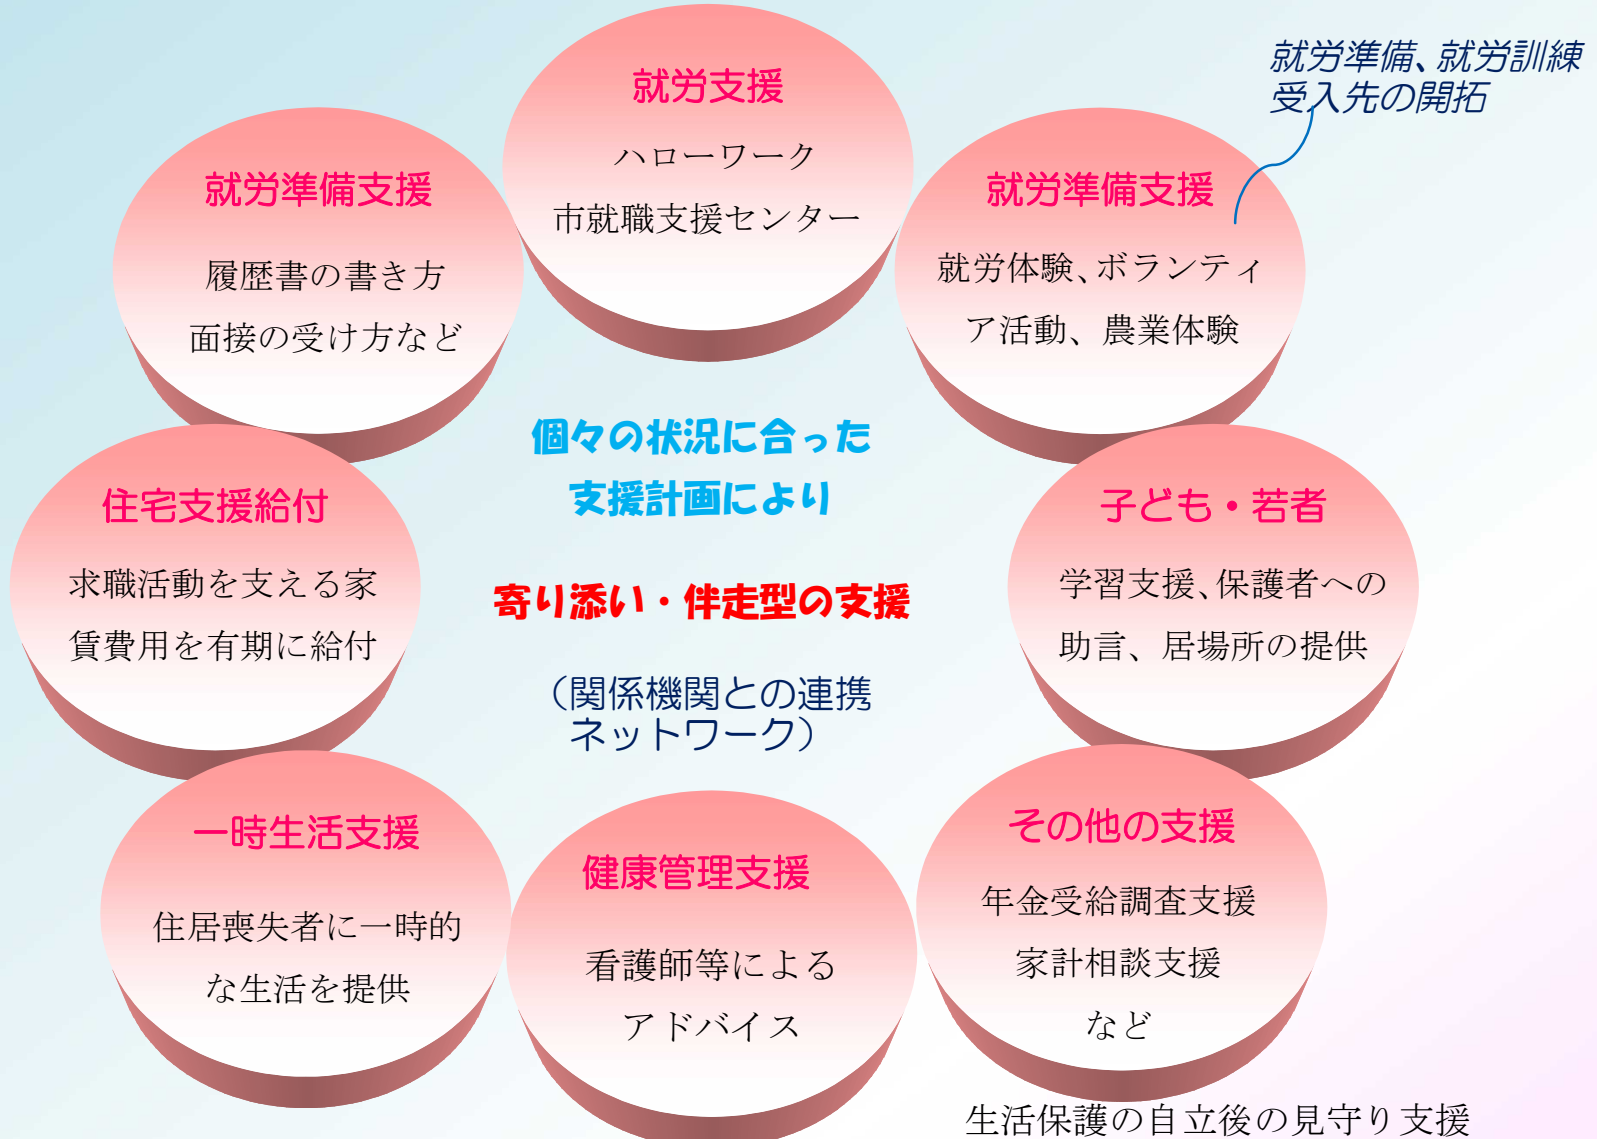 就労支援
ハローワーク
市就職支援センター
就労準備、就労訓練
受入先の開拓
就労準備支援
履歴書の書き方
面接の受け方など
就労準備支援
就労体験、ボランティ
ア活動、農業体験
個々の状況に合った
支援計画により
寄り添い・伴走型の支援
（関係機関との連携
ネットワーク）
住宅支援給付
求職活動を支える家
賃費用を有期に給付
子ども・若者
学習支援、保護者への
助言、居場所の提供
一時生活支援
住居喪失者に一時的
な生活を提供
健康管理支援
看護師等による
アドバイス
その他の支援
年金受給調査支援
家計相談支援
など
生活保護の自立後の見守り支援